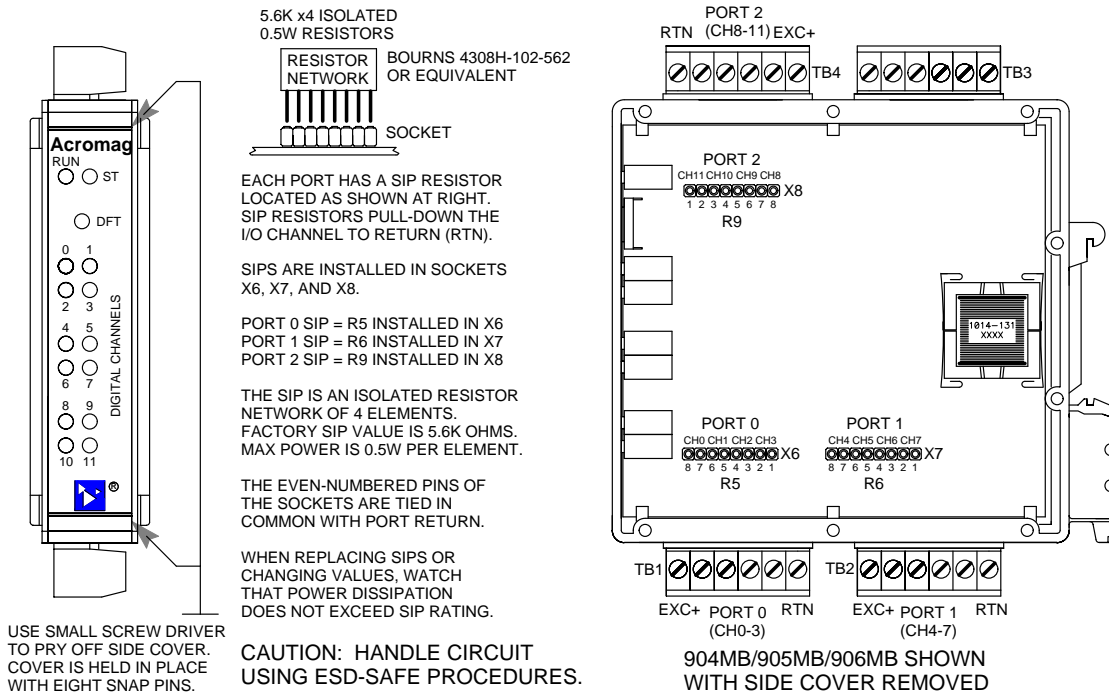 Acromag
RUN
ST
DFT
0 1
2 3
4 5
6 7
8 9
10 11
DIGITAL CHANNELS
®
USE SMALL SCREW DRIVER
TO PRY OFF SIDE COVER.
COVER IS HELD IN PLACE
WITH EIGHT SNAP PINS.
5.6K x4 ISOLATED
0.5W RESISTORS
RESISTOR
NETWORK
BOURNS 4308H-102-562
OR EQUIVALENT
SOCKET
EACH PORT HAS A SIP RESISTOR
LOCATED AS SHOWN AT RIGHT.
SIP RESISTORS PULL-DOWN THE
I/O CHANNEL TO RETURN (RTN).
SIPS ARE INSTALLED IN SOCKETS
X6, X7, AND X8.
PORT 0 SIP = R5 INSTALLED IN X6
PORT 1 SIP = R6 INSTALLED IN X7
PORT 2 SIP = R9 INSTALLED IN X8
THE SIP IS AN ISOLATED RESISTOR
NETWORK OF 4 ELEMENTS.
FACTORY SIP VALUE IS 5.6K OHMS.
MAX POWER IS 0.5W PER ELEMENT.
THE EVEN-NUMBERED PINS OF
THE SOCKETS ARE TIED IN
COMMON WITH PORT RETURN.
WHEN REPLACING SIPS OR
CHANGING VALUES, WATCH
THAT POWER DISSIPATION
DOES NOT EXCEED SIP RATING.
CAUTION: HANDLE CIRCUIT
USING ESD-SAFE PROCEDURES.
PORT 2
RTN (CH8-11) EXC+
TB4
TB3
PORT 2
CH11 CH10 CH9 CH8
X8
1 2 3 4 5 6 7 8
R9
1014-131
XXXX
PORT 0
CH0 CH1 CH2 CH3
X6
8 7 6 5 4 3 2 1
R5
PORT 1
CH4 CH5 CH6 CH7
X7
8 7 6 5 4 3 2 1
R6
TB1
TB2
EXC+ PORT 0 RTN
(CH0-3)
EXC+ PORT 1 RTN
(CH4-7)
904MB/905MB/906MB SHOWN
WITH SIDE COVER REMOVED